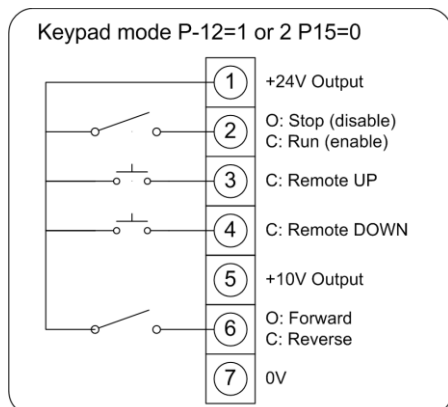 Keypad mode P-12=1 or 2 P15=0
1 +24V Output
2 O: Stop (disable)
C: Run (enable)
3 C: Remote UP
4 C: Remote DOWN
5 +10V Output
6 O: Forward
C: Reverse
7 0V